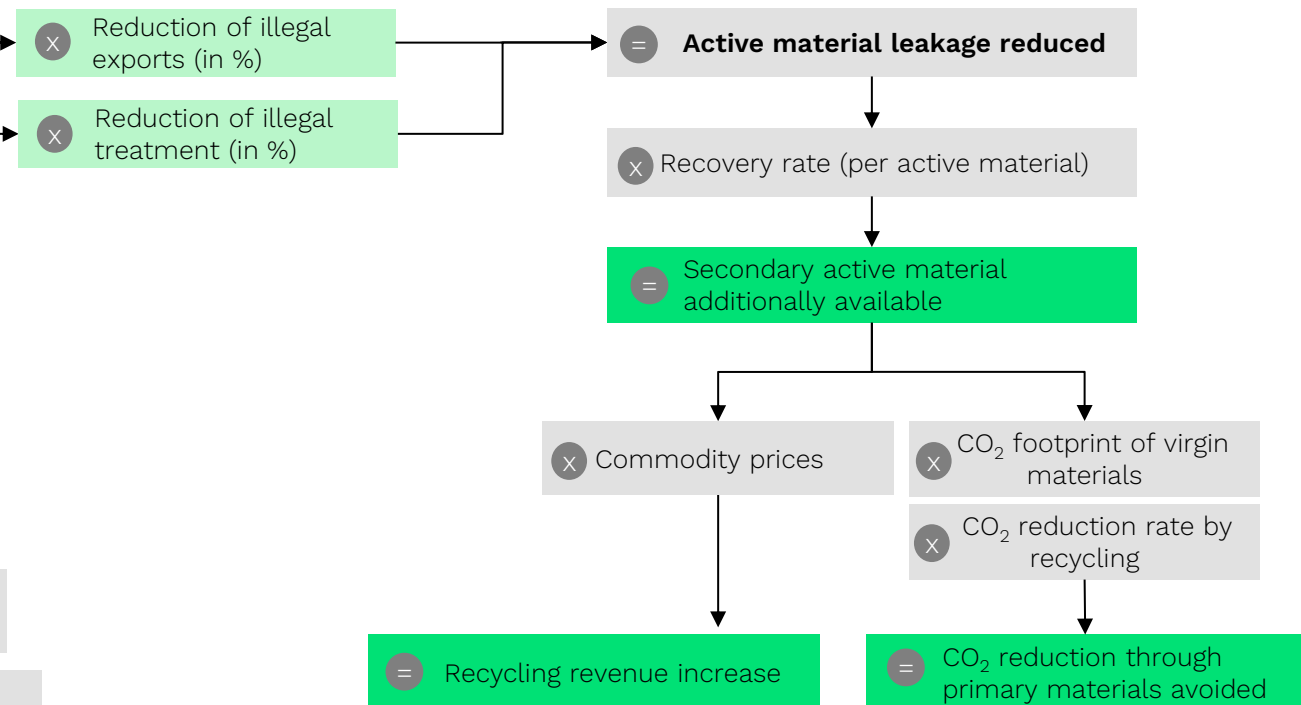 x Reduction of illegal
exports (in %)
x Reduction of illegal
treatment (in %)
= Active material leakage reduced
x Recovery rate (per active material)
= Secondary active material
additionally available
x Commodity prices
x CO₂ footprint of virgin
materials
x CO₂ reduction rate by
recycling
= Recycling revenue increase
= CO₂ reduction through
primary materials avoided